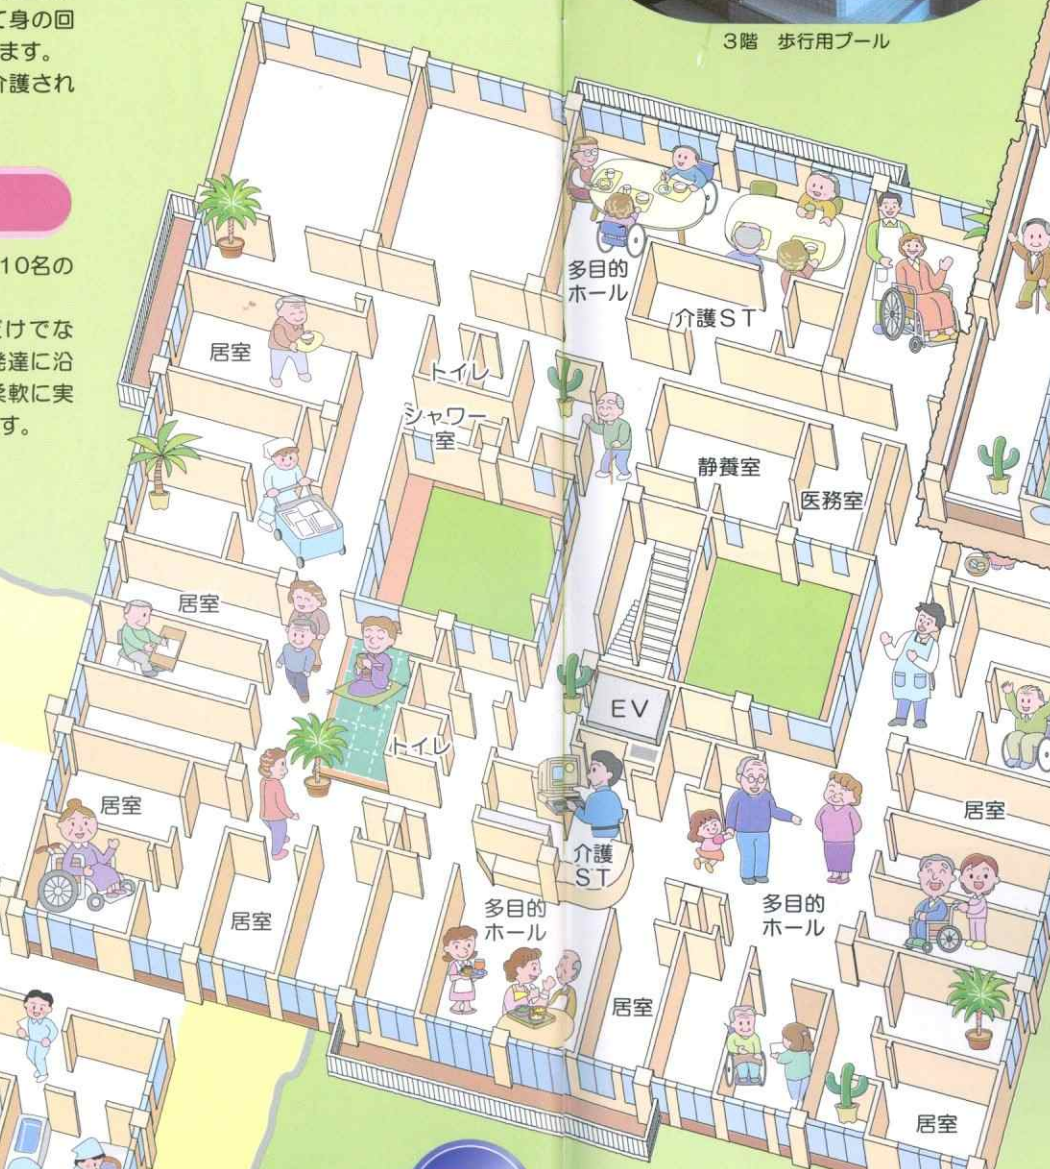 て身の回
ます。
介護され
10名の
だけでな
発達に沿
柔軟に実
す。
3階 歩行用プール
多目的
ホール
介護ST
居室
トイレ
シャワー
室
静養室
医務室
居室
EV
トイレ
居室
居室
介護
ST
居室
多目的
ホール
多目的
ホール
居室
居室